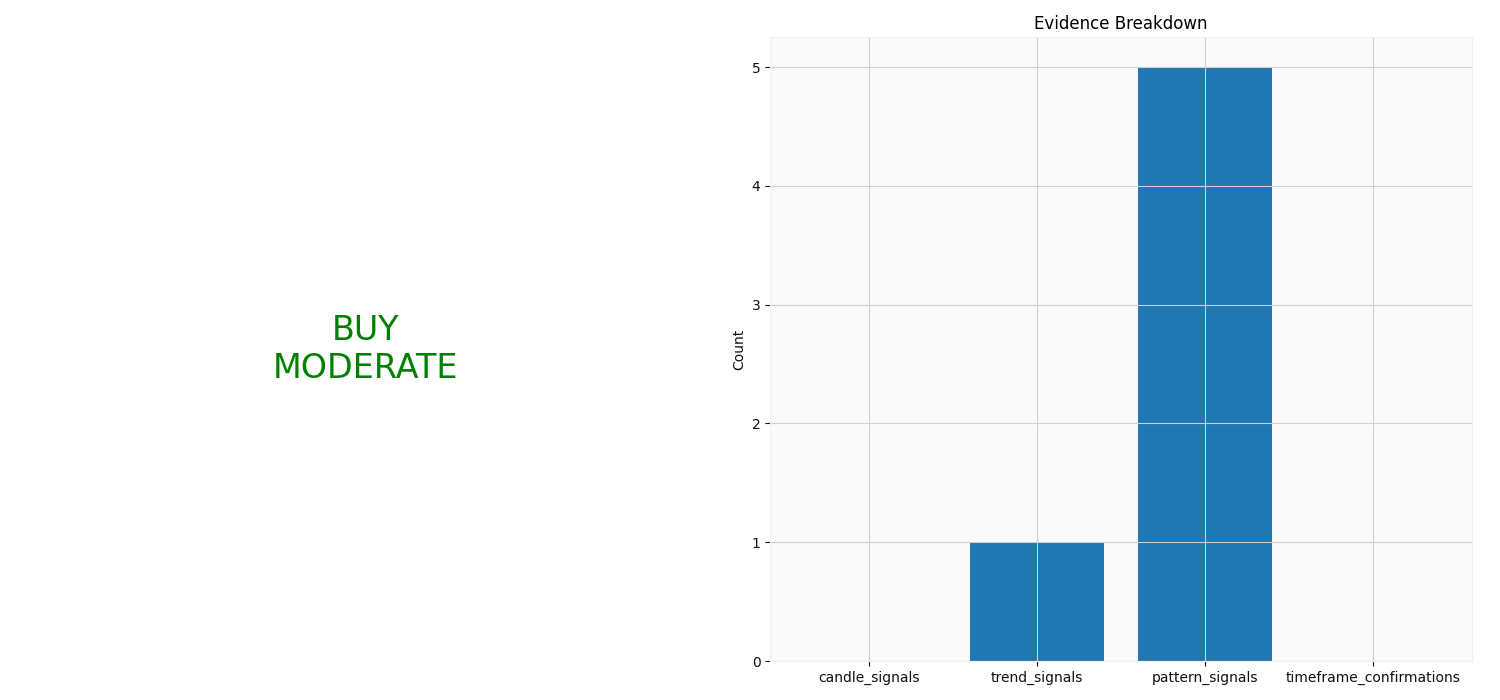 BUY
MODERATE
Evidence Breakdown
Count
5
4
3
2
1
0
candle_signals
trend_signals
pattern_signals
timeframe_confirmations